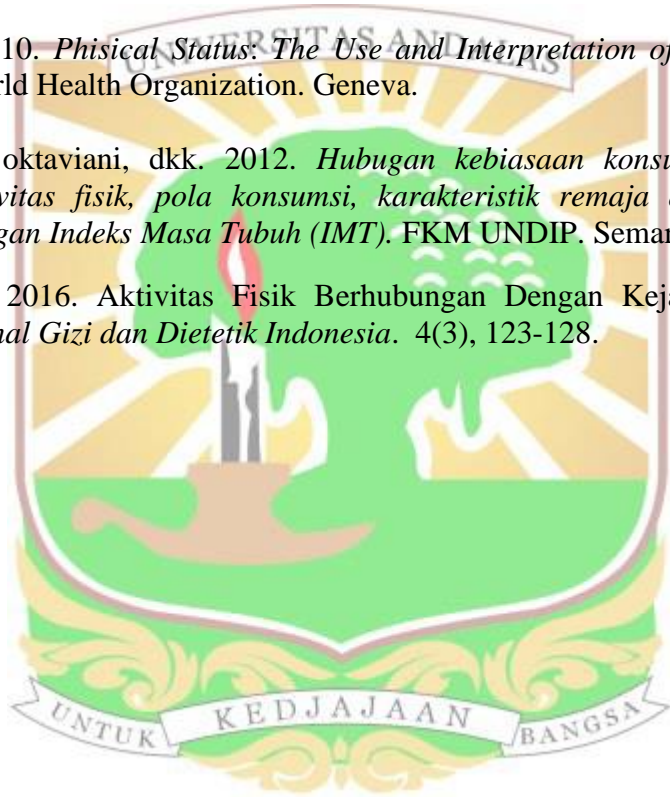 UNIVERSITAS ANDALAS
10. Phisical Status: The Use and Interpretation of
rld Health Organization. Geneva.
oktaviani, dkk. 2012. Hubugan kebiasaan konsu
vitas fisik, pola konsumsi, karakteristik remaja
gan Indeks Masa Tubuh (IMT). FKM UNDIP. Semar
2016. Aktivitas Fisik Berhubungan Dengan Keja
nal Gizi dan Dietetik Indonesia. 4(3), 123-128.
UNTUK KEDJAJAAN BANGSA